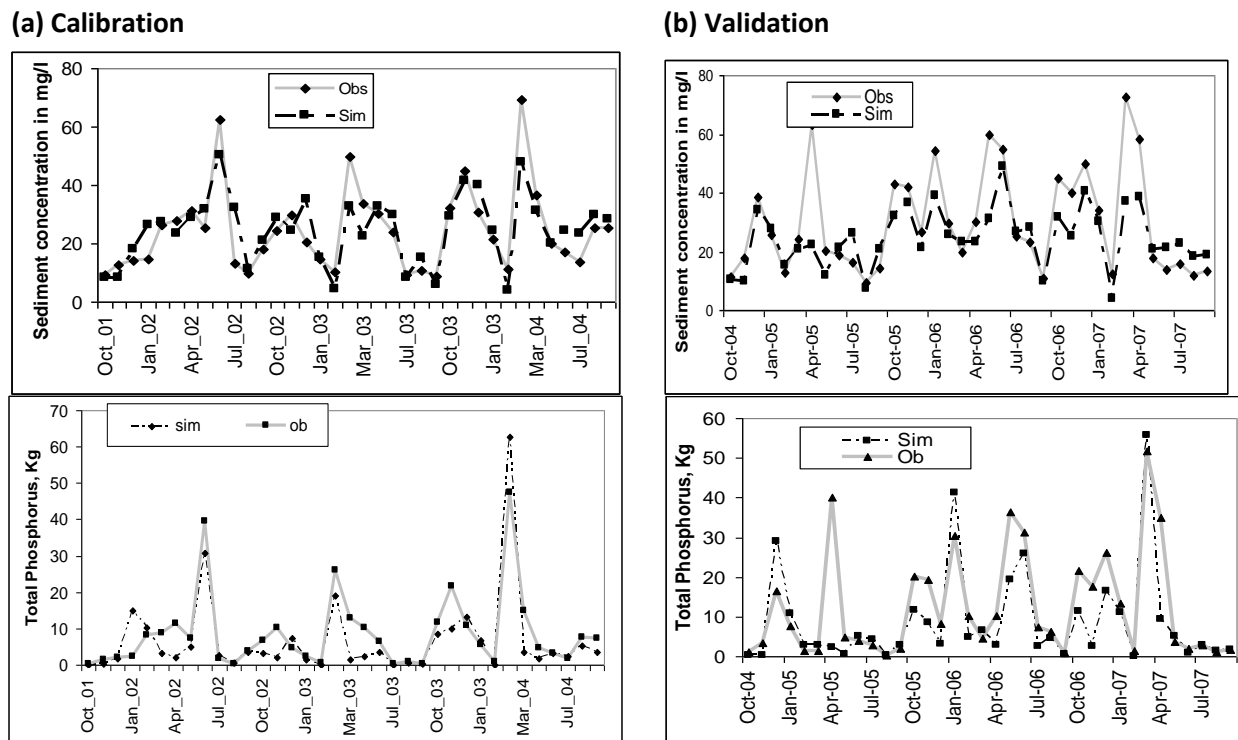 (a) Calibration
(b) Validation
Sediment concentration in mg/l
80
60
40
20
0
Obs
Sim
Oct_01
Jan_02
Apr_02
Jul_02
Oct_02
Jan_03
Mar_03
Jul_03
Oct_03
Jan_03
Mar_04
Jul_04
Sediment concentration in mg/l
80
70
60
50
40
30
20
10
0
Obs
Sim
Oct-04
Jan-05
Apr-05
Jul-05
Oct-05
Jan-06
Apr-06
Jul-06
Oct-06
Jan-07
Apr-07
Jul-07
Total Phosphorus, Kg
70
60
50
40
30
20
10
0
sim
ob
Oct_01
Jan_02
Apr_02
Jul_02
Oct_02
Jan_03
Mar_03
Jul_03
Oct_03
Jan_03
Mar_04
Jul_04
Total Phosphorus, Kg
60
50
40
30
20
10
0
Sim
Ob
Oct-04
Jan-05
Apr-05
Jul-05
Oct-05
Jan-06
Apr-06
Jul-06
Oct-06
Jan-07
Apr-07
Jul-07